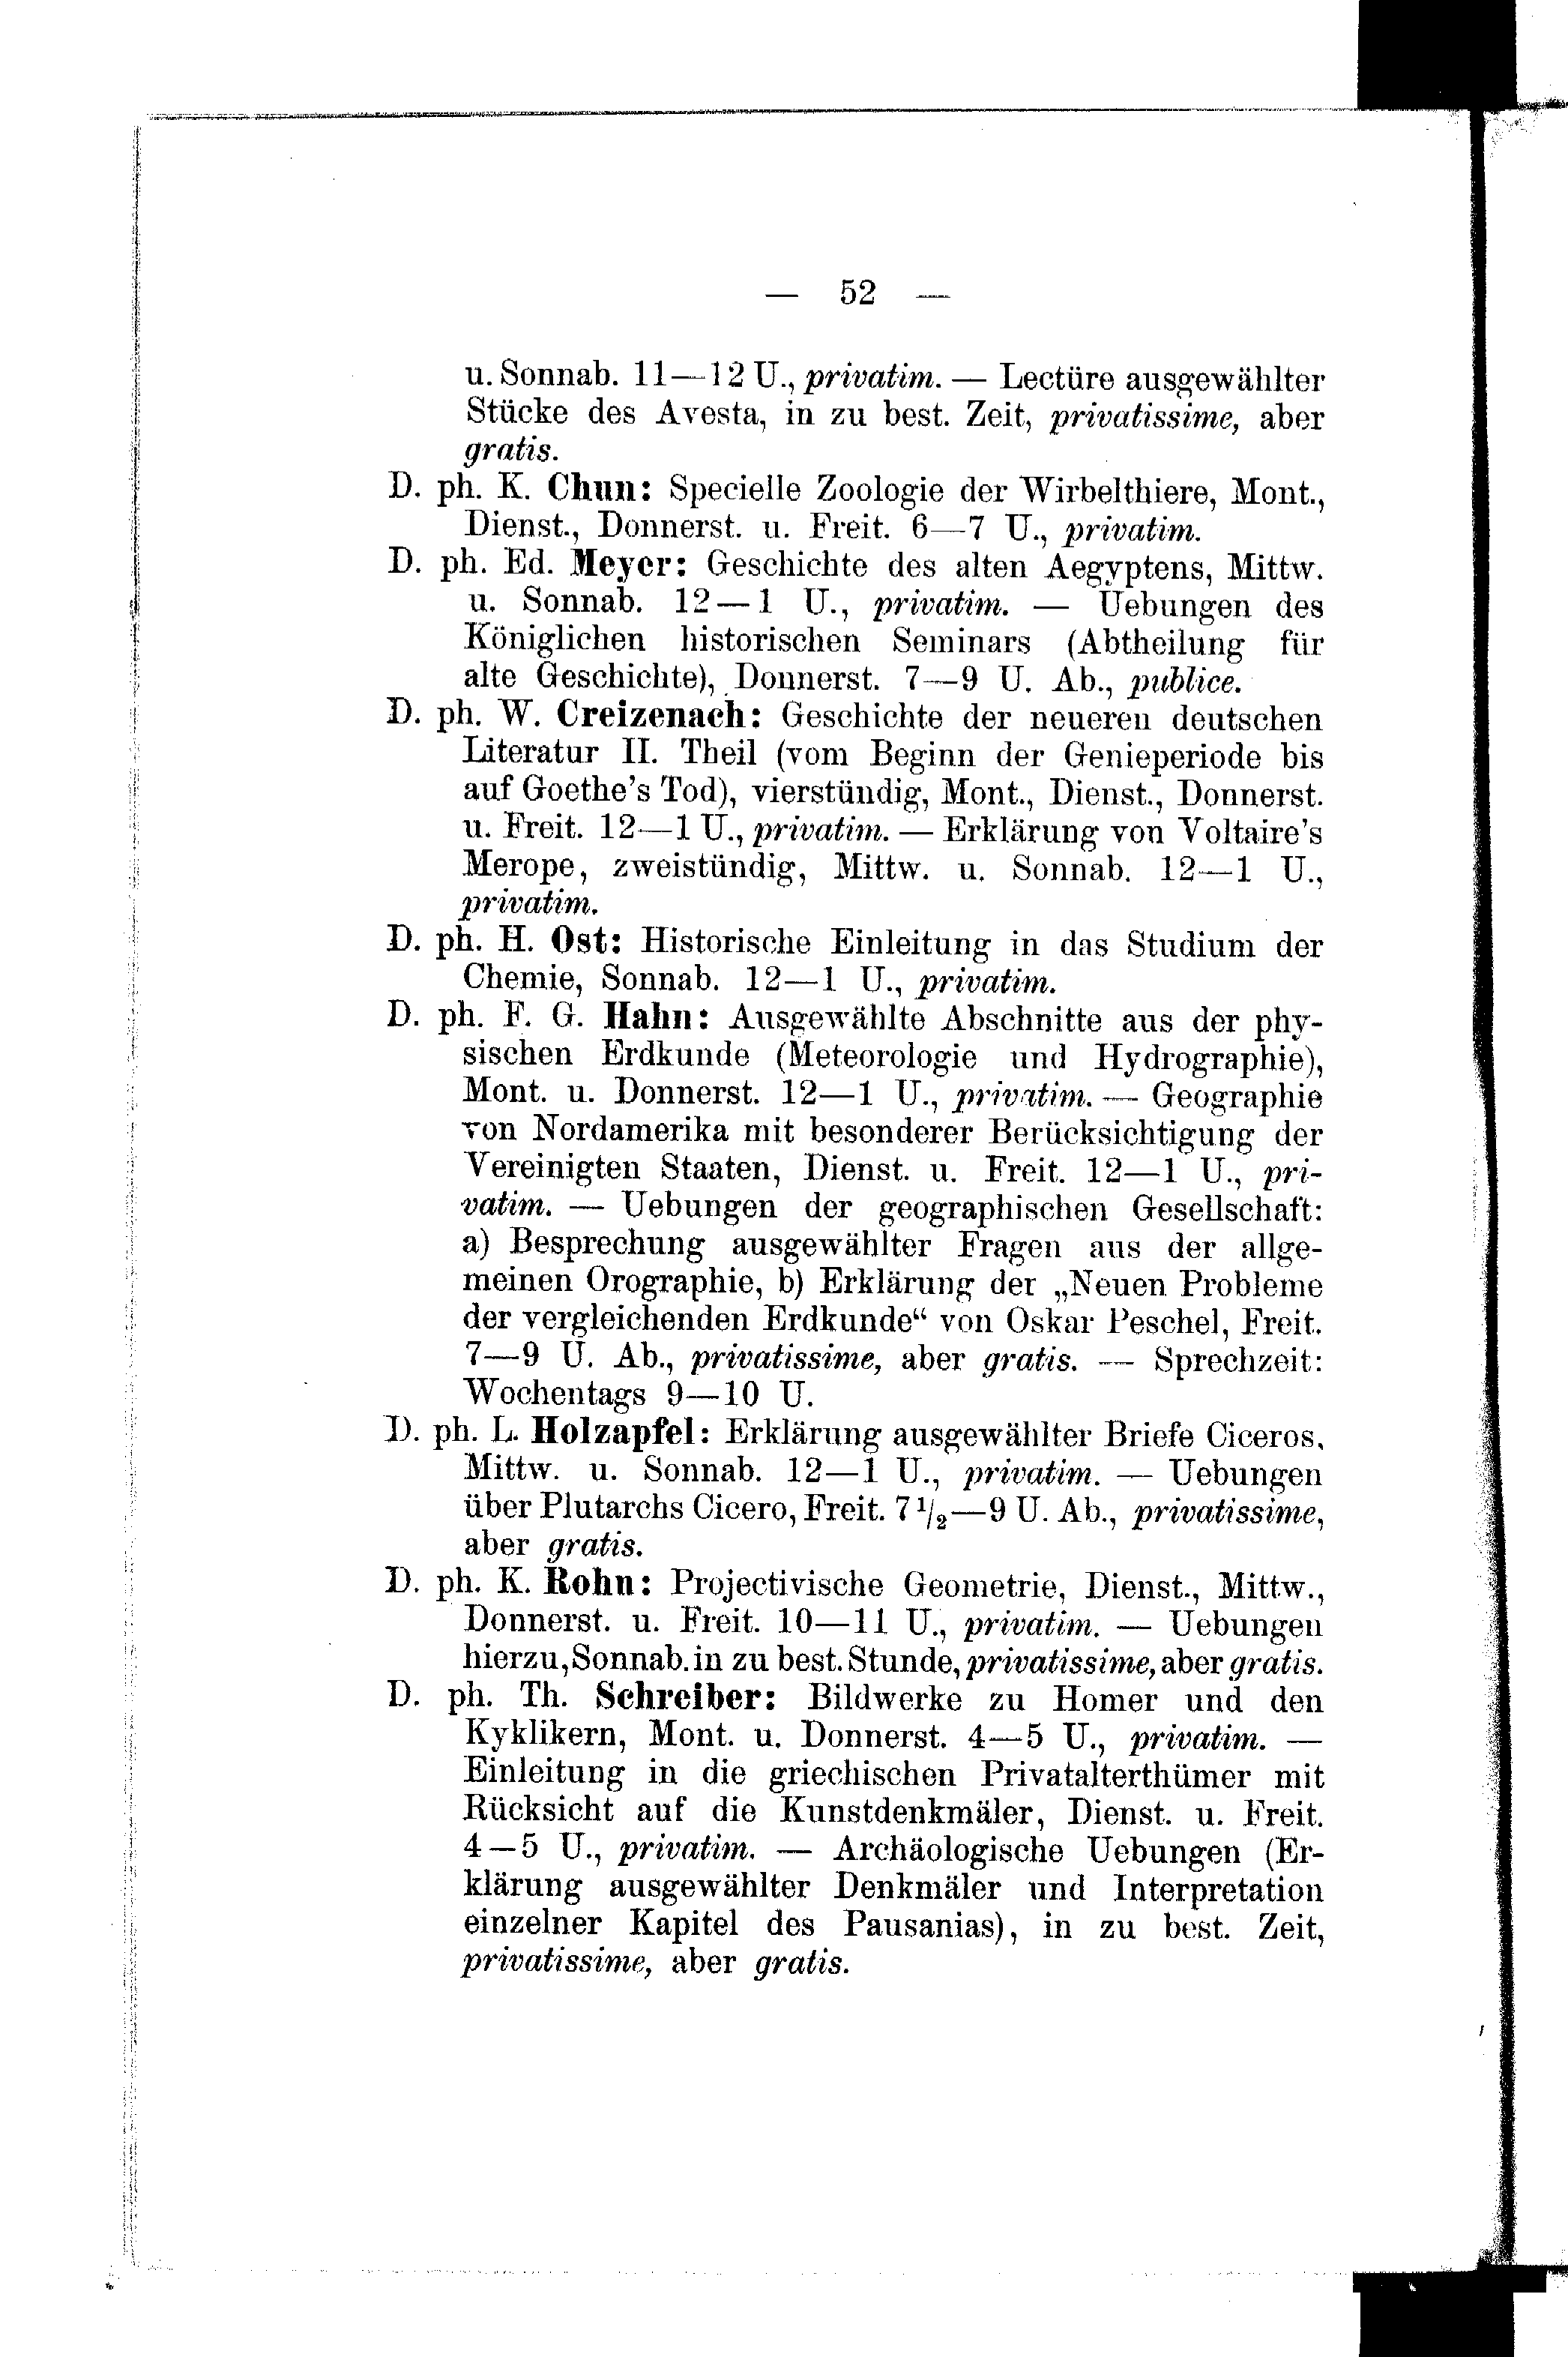 — 52 —
u. Sonnab. 11—12 U., privatim. — Lectüre ausgewählter
Stücke des Avesta, in zu best. Zeit, privatissime, aber
gratis.
D. ph. K. Chun: Specielle Zoologie der Wirbelthiere, Mont.,
Dienst., Donnerst. u. Freit. 6—7 U., privatim.
D. ph. Ed. Meyer: Geschichte des alten Aegyptens, Mittw.
u. Sonnab. 12—1 U., privatim. — Uebungen des
Königlichen historischen Seminars (Abtheilung für
alte Geschichte), Donnerst. 7—9 U. Ab., publice.
D. ph. W. Creizenach: Geschichte der neueren deutschen
Literatur II. Theil (vom Beginn der Genieperiode bis
auf Goethe's Tod), vierstündig, Mont., Dienst., Donnerst.
u. Freit. 12—1 U., privatim. — Erklärung von Voltaire's
Merope, zweistündig, Mittw. u. Sonnab. 12—1 U.,
privatim.
D. ph. H. Ost: Historische Einleitung in das Studium der
Chemie, Sonnab. 12—1 U., privatim.
D. ph. F. G. Hahn: Ausgewählte Abschnitte aus der phy-
sischen Erdkunde (Meteorologie und Hydrographie),
Mont. u. Donnerst. 12—1 U., privatim. — Geographie
von Nordamerika mit besonderer Berücksichtigung der
Vereinigten Staaten, Dienst. u. Freit. 12—1 U., pri-
vatim. — Uebungen der geographischen Gesellschaft:
a) Besprechung ausgewählter Fragen aus der allge-
meinen Orographie, b) Erklärung der „Neuen Probleme
der vergleichenden Erdkunde“ von Oskar Peschel, Freit.
7—9 U. Ab., privatissime, aber gratis. — Sprechzeit:
Wochentags 9—10 U.
D. ph. L. Holzapfel: Erklärung ausgewählter Briefe Ciceros,
Mittw. u. Sonnab. 12—1 U., privatim. — Uebungen
über Plutarchs Cicero, Freit. 7 1/2—9 U. Ab., privatissime,
aber gratis.
D. ph. K. Rohn: Projectivische Geometrie, Dienst., Mittw.,
Donnerst. u. Freit. 10—11 U., privatim. — Uebungen
hierzu, Sonnab. in zu best. Stunde, privatissime, aber gratis.
D. ph. Th. Schreiber: Bildwerke zu Homer und den
Kyklikern, Mont. u. Donnerst. 4—5 U., privatim. —
Einleitung in die griechischen Privatalterthümer mit
Rücksicht auf die Kunstdenkmäler, Dienst. u. Freit.
4—5 U., privatim. — Archäologische Uebungen (Er-
klärung ausgewählter Denkmäler und Interpretation
einzelner Kapitel des Pausanias), in zu best. Zeit,
privatissime, aber gratis.